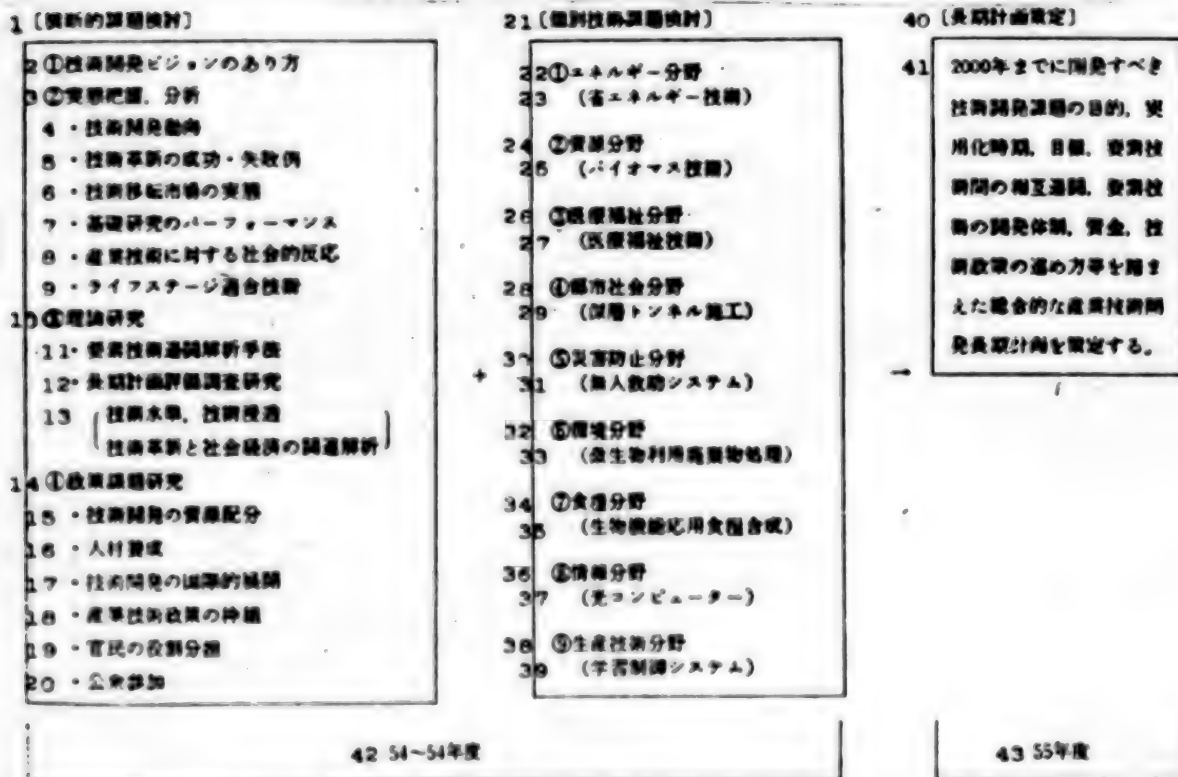 1 [横断的課題検討]
2 ①技術開発ビジョンのあり方
3 ②実態把握、分析
4 ・技術開発動向
5 ・技術革新の成功・失敗例
6 ・技術移転市場の実態
7 ・基礎研究のパーフォーマンス
8 ・産業技術に対する社会的反応
9 ・ライフステージ適合技術
10 ③理論研究
11・要素技術連関解析手法
12・長期計画評価調査研究
13 技術水準、技術浸透
技術革新と社会経済の関連解析
14 ④政策課題研究
15 ・技術開発の資源配分
16 ・人材養成
17 ・技術開発の国際的展開
18 ・産業技術政策の枠組
19 ・官民の役割分担
20 ・公衆参加
21 [個別技術課題検討]
22 ①エネルギー分野
23 (省エネルギー技術)
24 ②資源分野
25 (バイオマス技術)
26 ③医療福祉分野
27 (医療福祉技術)
28 ④都市社会分野
29 (深層トンネル施工)
30 ⑤災害防止分野
31 (無人救助システム)
32 ⑥環境分野
33 (微生物利用廃棄物処理)
34 ⑦食糧分野
35 (生物機能応用食糧合成)
36 ⑧情報分野
37 (光コンピューター)
38 ⑨生産技術分野
39 (学習制御システム)
+
→
40 [長期計画策定]
41 2000年までに開発すべき
技術開発課題の目的、実
用化時期、目標、要素技
術間の相互連関、要素技
術の開発体制、資金、技
術政策の進め方等を踏ま
えた総合的な産業技術開
発長期計画を策定する。
42 54~54年度
43 55年度